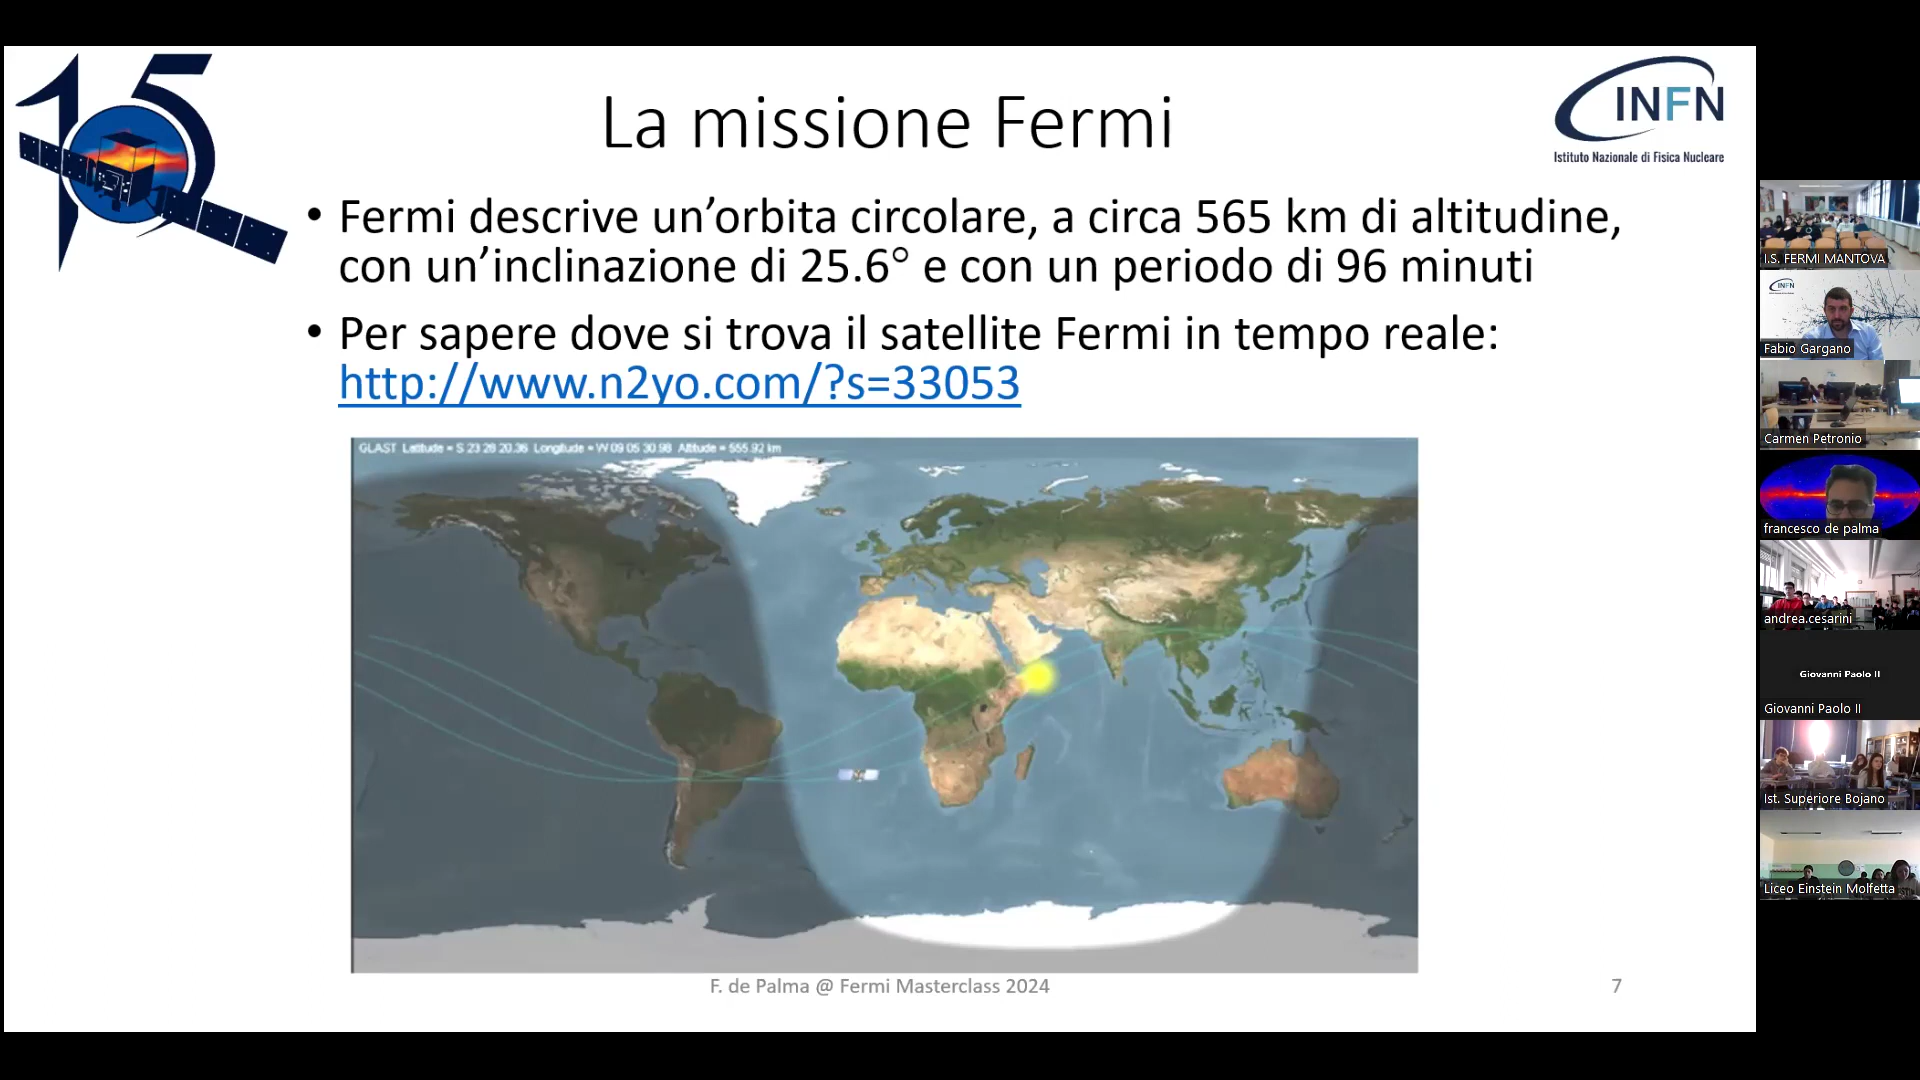 15
INFN
Istituto Nazionale di Fisica Nucleare
La missione Fermi
• Fermi descrive un’orbita circolare, a circa 565 km di altitudine,
con un’inclinazione di 25.6° e con un periodo di 96 minuti
• Per sapere dove si trova il satellite Fermi in tempo reale:
http://www.n2yo.com/?s=33053
GLAST Latitude = S 23 28 20.36 Longitude = W 09 05 30.98 Altitude = 555.92 km
F. de Palma @ Fermi Masterclass 2024
7
I.S. FERMI MANTOVA
INFN
Fabio Gargano
Carmen Petronio
francesco de palma
andrea.cesarini
Giovanni Paolo II
Giovanni Paolo II
Ist. Superiore Bojano
Liceo Einstein Molfetta